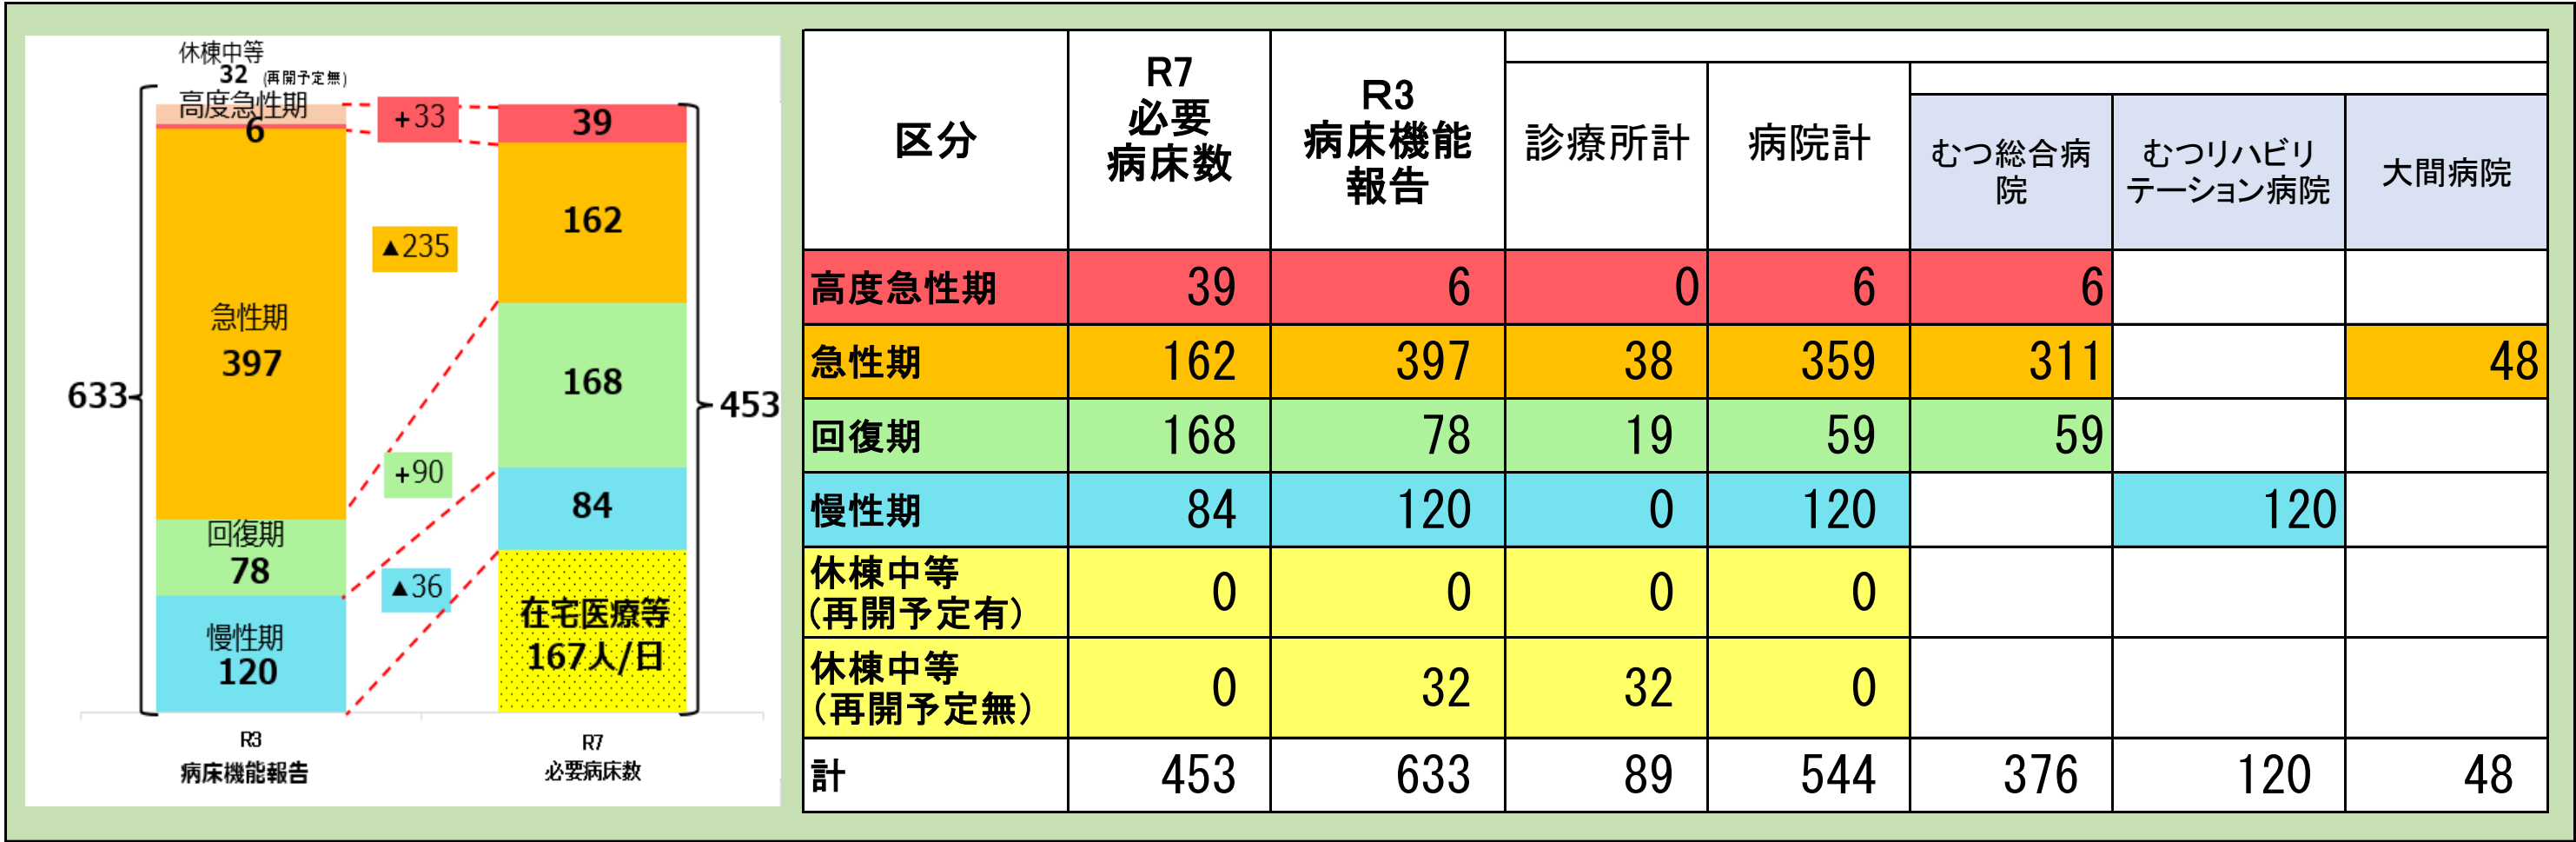 休棟中等
32 (再開予定無)
高度急性期
6
+33
39
▲235
162
急性期
397
168
633
453
+90
回復期
78
84
▲36
慢性期
120
在宅医療等
167人/日
R3
病床機能報告
R7
必要病床数
区分
R7
必要
病床数
R3
病床機能
報告
診療所計
病院計
むつ総合病
院
むつリハビリ
テーション病院
大間病院
高度急性期 39 6 0 6 6
急性期 162 397 38 359 311 48
回復期 168 78 19 59 59
慢性期 84 120 0 120 120
休棟中等
(再開予定有) 0 0 0 0
休棟中等
(再開予定無) 0 32 32 0
計 453 633 89 544 376 120 48